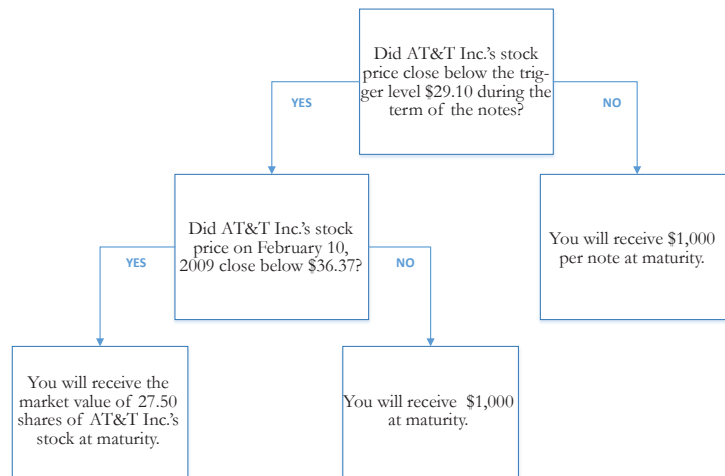 Did AT&T Inc.'s stock
price close below the trig-
ger level $29.10 during the
term of the notes?
YES
NO
Did AT&T Inc.'s stock
price on February 10,
2009 close below $36.37?
You will receive $1,000
per note at maturity.
YES
NO
You will receive the
market value of 27.50
shares of AT&T Inc.'s
stock at maturity.
You will receive $1,000
at maturity.